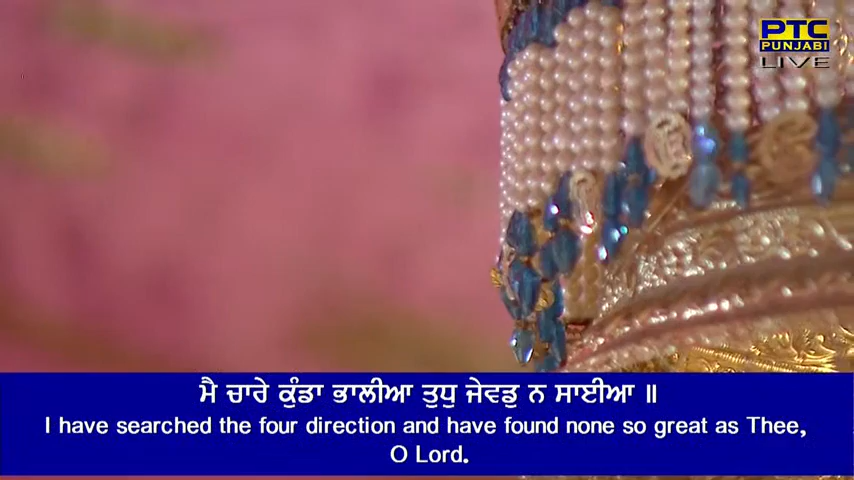 PTC
PUNJABI
LIVE
ਮੈ ਚਾਰੇ ਕੁੰਡਾ ਭਾਲੀਆ ਤੁਧੁ ਜੇਵਡੁ ਨ ਸਾਈਆ ॥
I have searched the four direction and have found none so great as Thee,
O Lord.